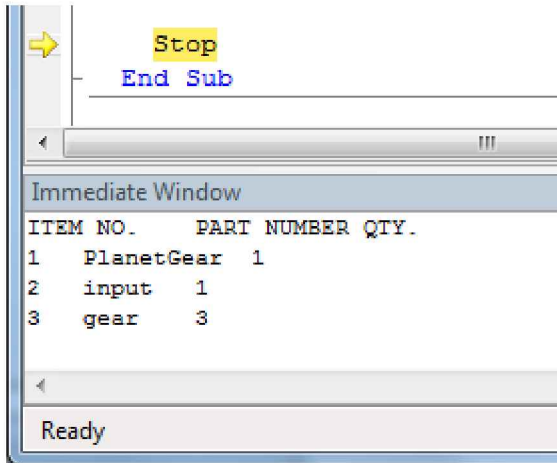 Stop
End Sub
Immediate Window
ITEM NO. PART NUMBER QTY.
1 PlanetGear 1
2 input 1
3 gear 3
Ready